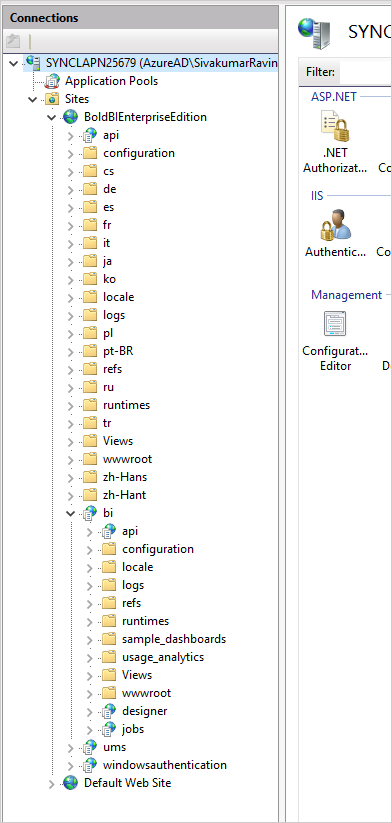 Connections
SYNCLAPN25679 (AzureAD\SivakumarRavin
Application Pools
Sites
BoldBIEnterpriseEdition
api
configuration
cs
de
es
fr
it
ja
ko
locale
logs
pl
pt-BR
refs
ru
runtimes
tr
Views
wwwroot
zh-Hans
zh-Hant
bi
api
configuration
locale
logs
refs
runtimes
sample_dashboards
usage_analytics
Views
wwwroot
designer
jobs
ums
windowsauthentication
Default Web Site
SYNC
Filter:
ASP.NET
.NET
Authorizat... Co
IIS
Authentic... Co
Management
Configurat...
Editor D